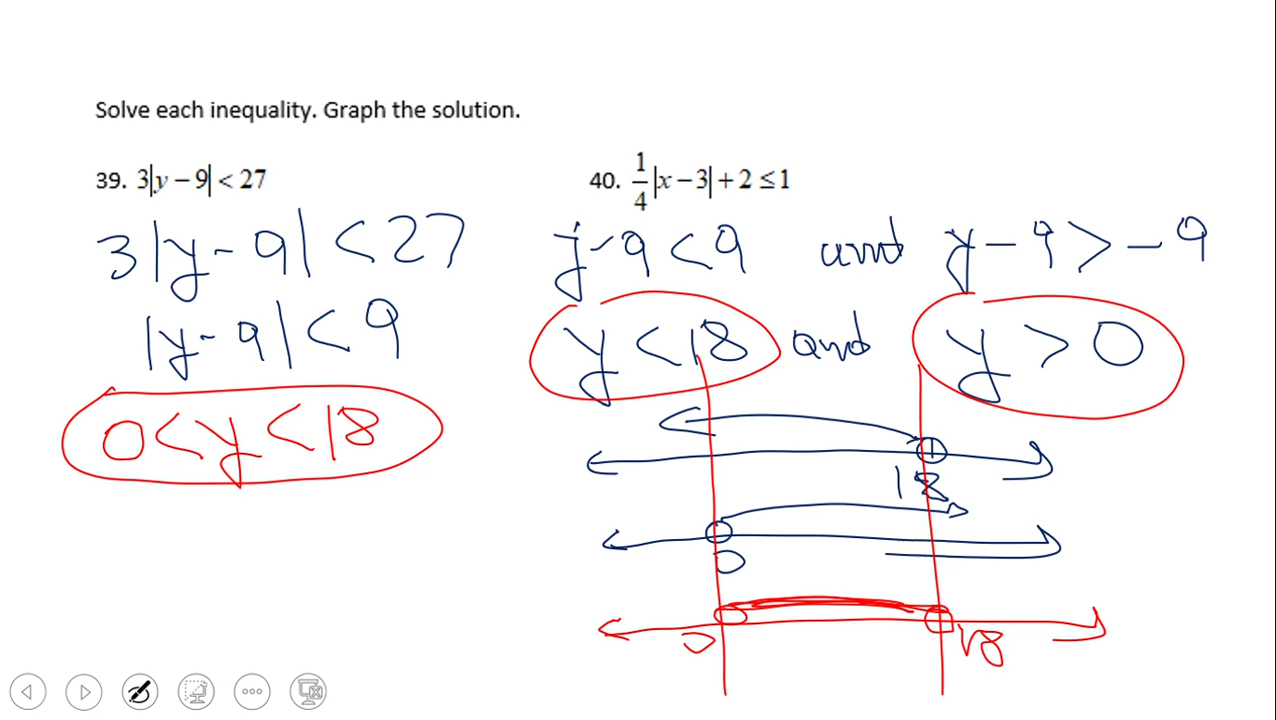 Solve each inequality. Graph the solution.
39. 3|y − 9| < 27
40. 1/4 |x − 3| + 2 ≤ 1
3|y - 9| < 27
|y - 9| < 9
0 < y < 18
y - 9 < 9 and y - 9 > -9
y < 18 and y > 0
18
0
0 18